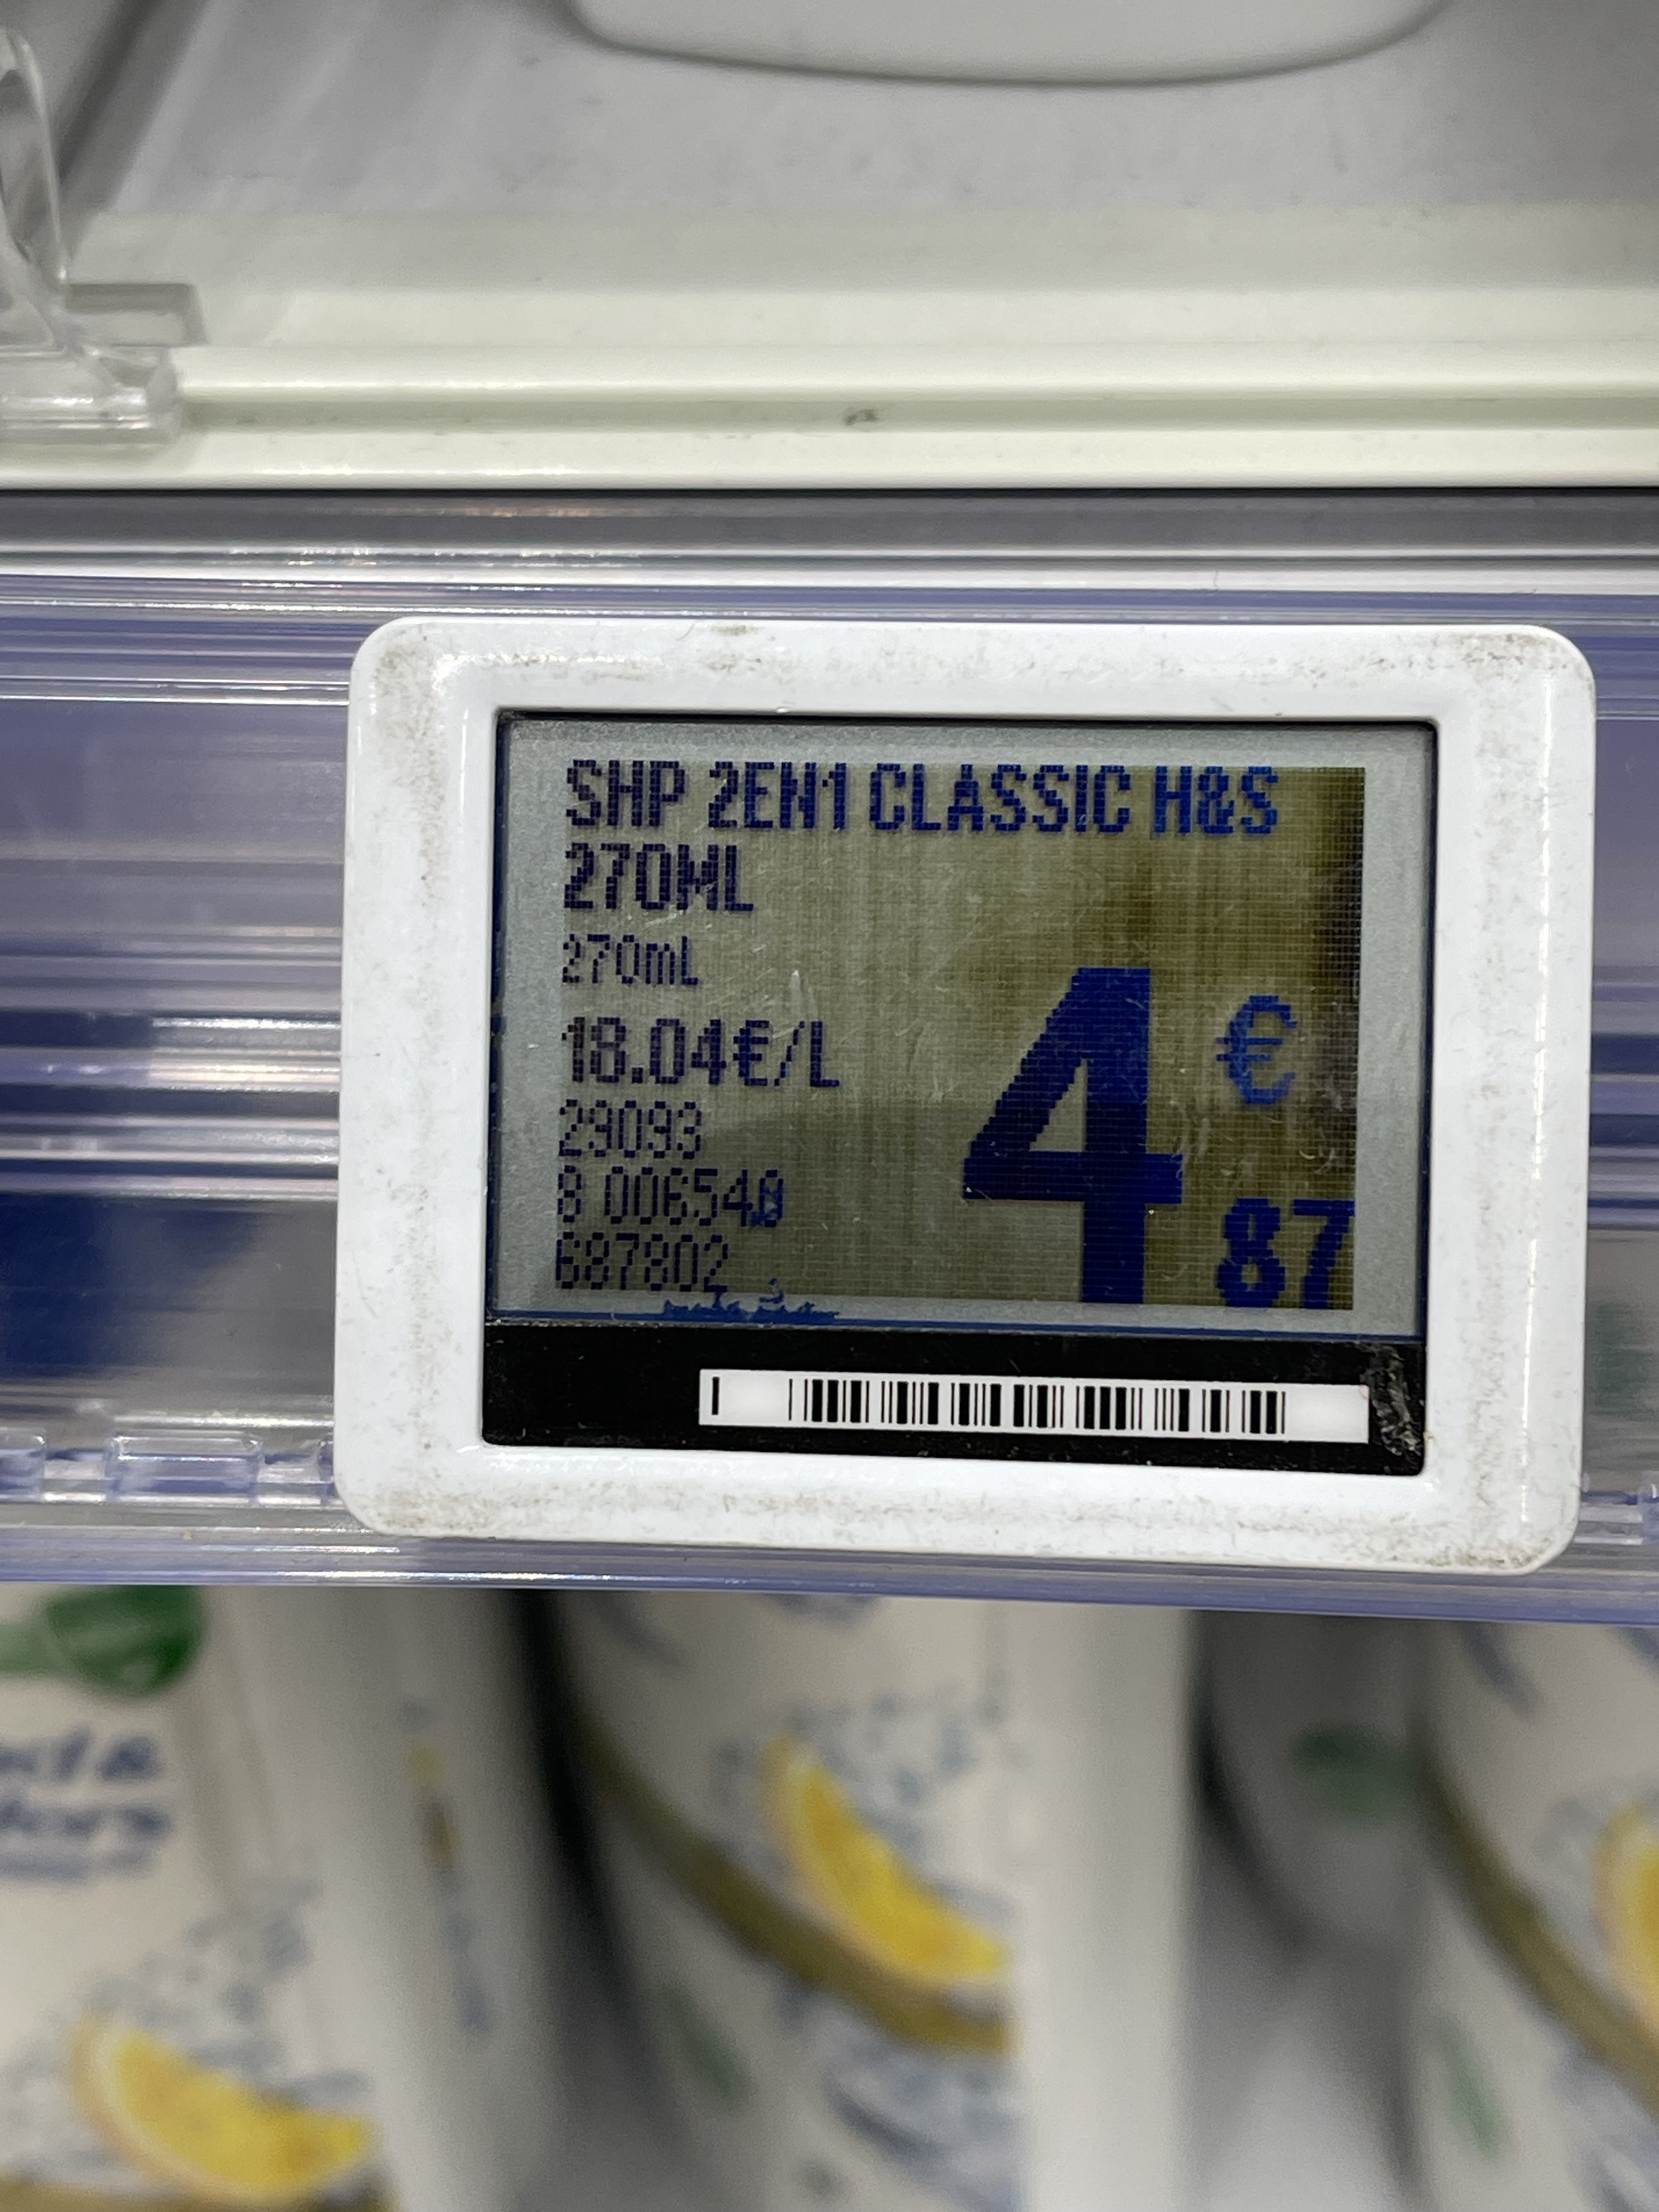 SHP 2EN1 CLASSIC H&S
270ML
270mL
18.04€/L
4€87
29093
8 006540
687802